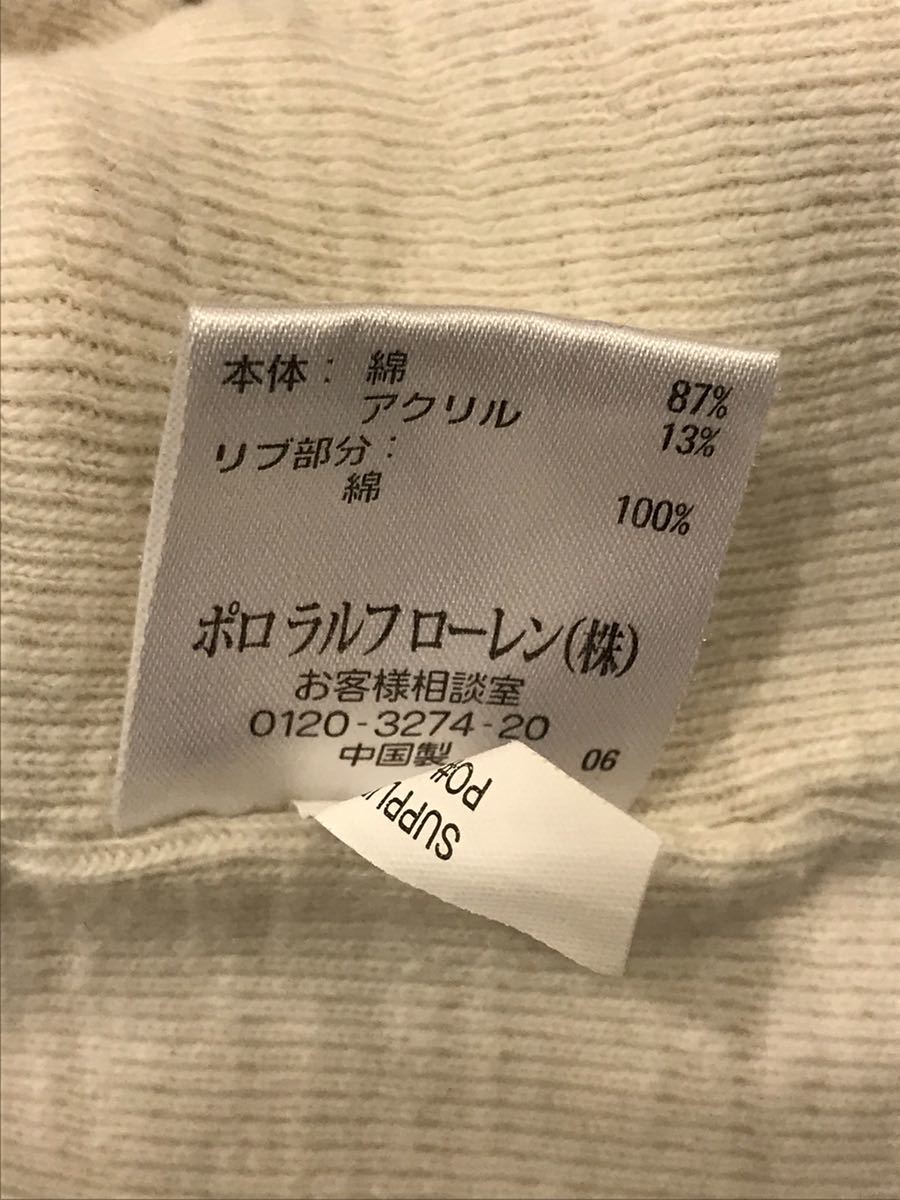 本体： 綿 87%
アクリル 13%
リブ部分：
綿 100%
ポロ ラルフ ローレン(株)
お客様相談室
0120-3274-20
中国製 06
PO#
SUPPLY